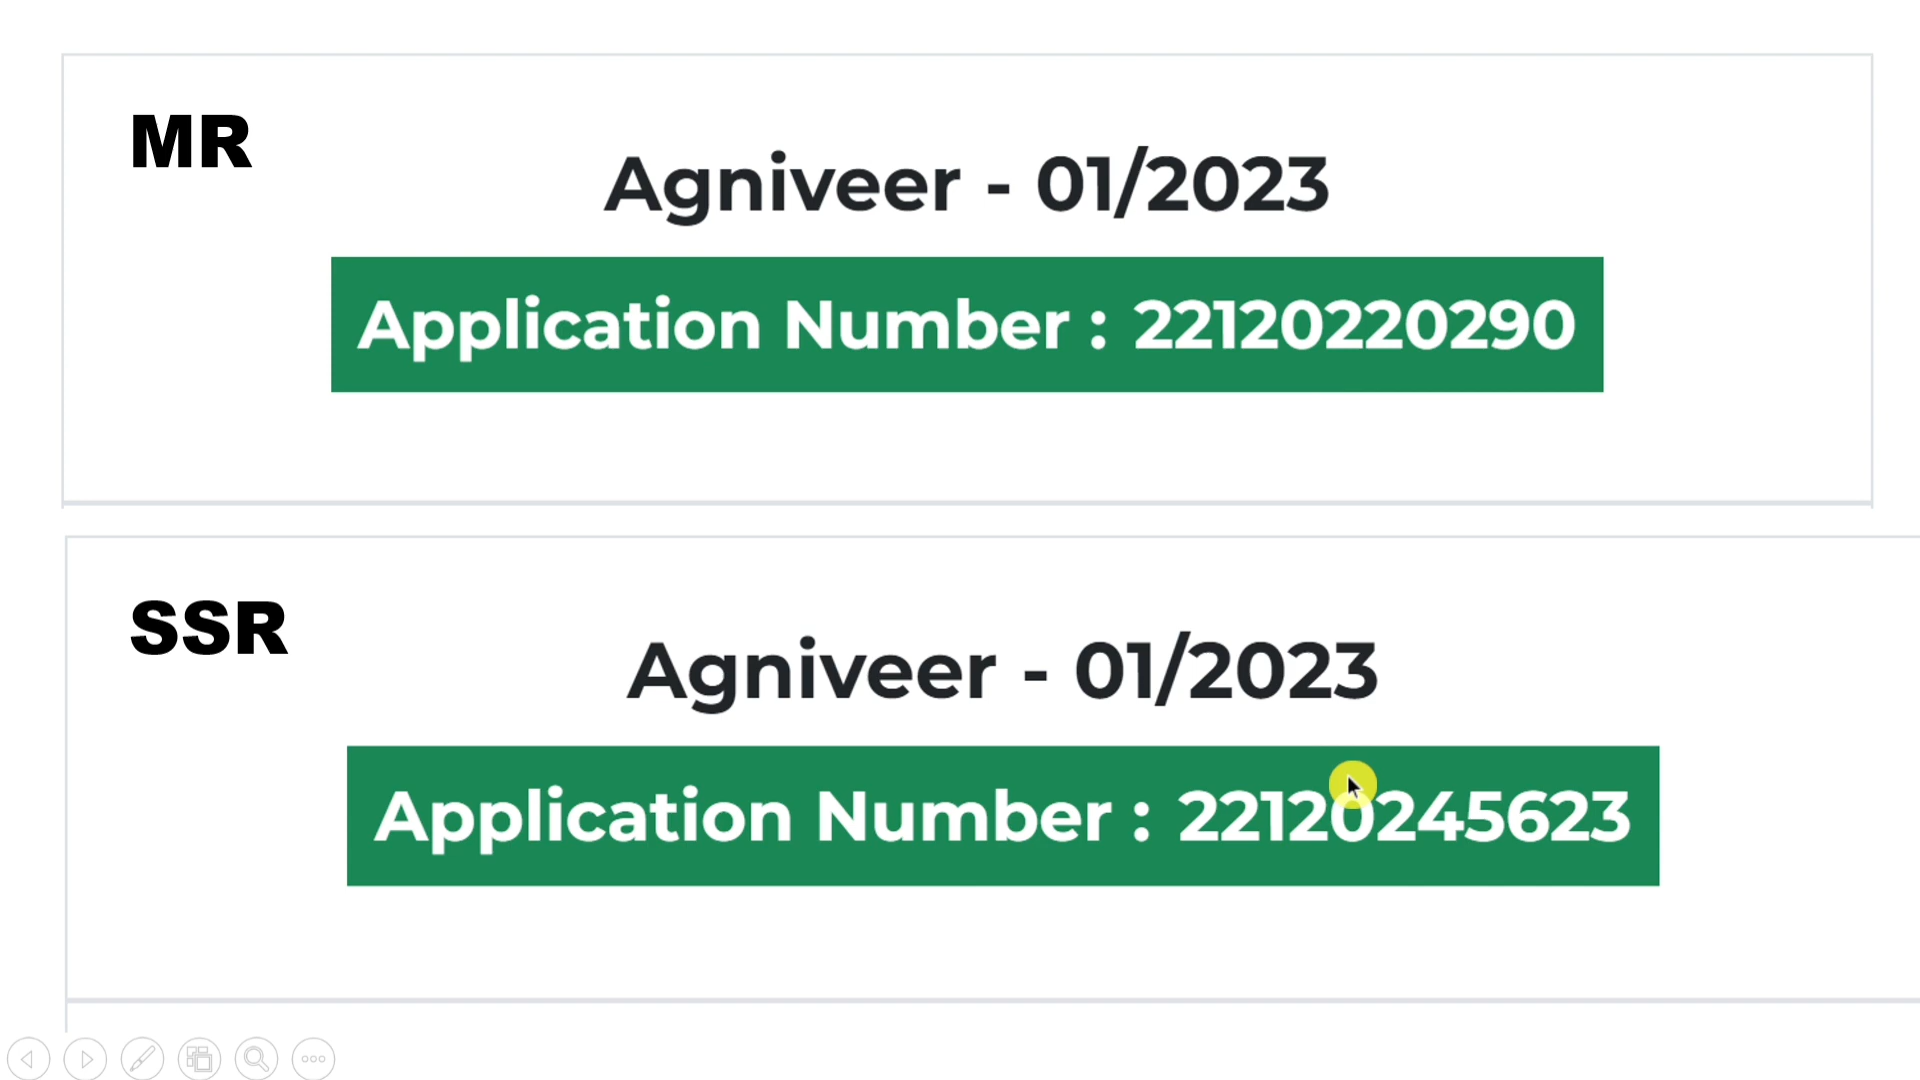 MR
Agniveer - 01/2023
Application Number : 22120220290
SSR
Agniveer - 01/2023
Application Number : 22120245623